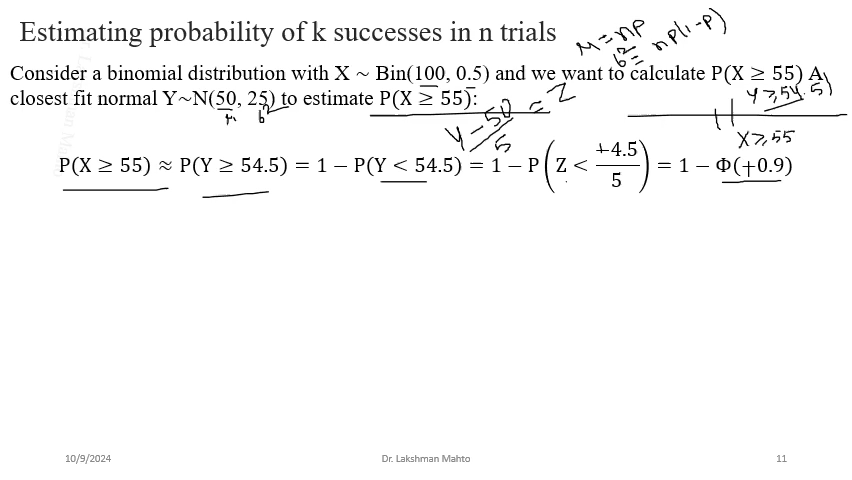 Estimating probability of k successes in n trials
μ = np
σ² = np(1-p)
Consider a binomial distribution with X ~ Bin(100, 0.5) and we want to calculate P(X ≥ 55) A
closest fit normal Y~N(50, 25) to estimate P(X ≥ 55):
μ σ²
Y - 50 / 5 = Z
Y ≥ 54.5
X ≥ 55
P(X ≥ 55) ≈ P(Y ≥ 54.5) = 1 − P(Y < 54.5) = 1 − P(Z < +4.5/5) = 1 − Φ(+0.9)
10/9/2024 Dr. Lakshman Mahto 11